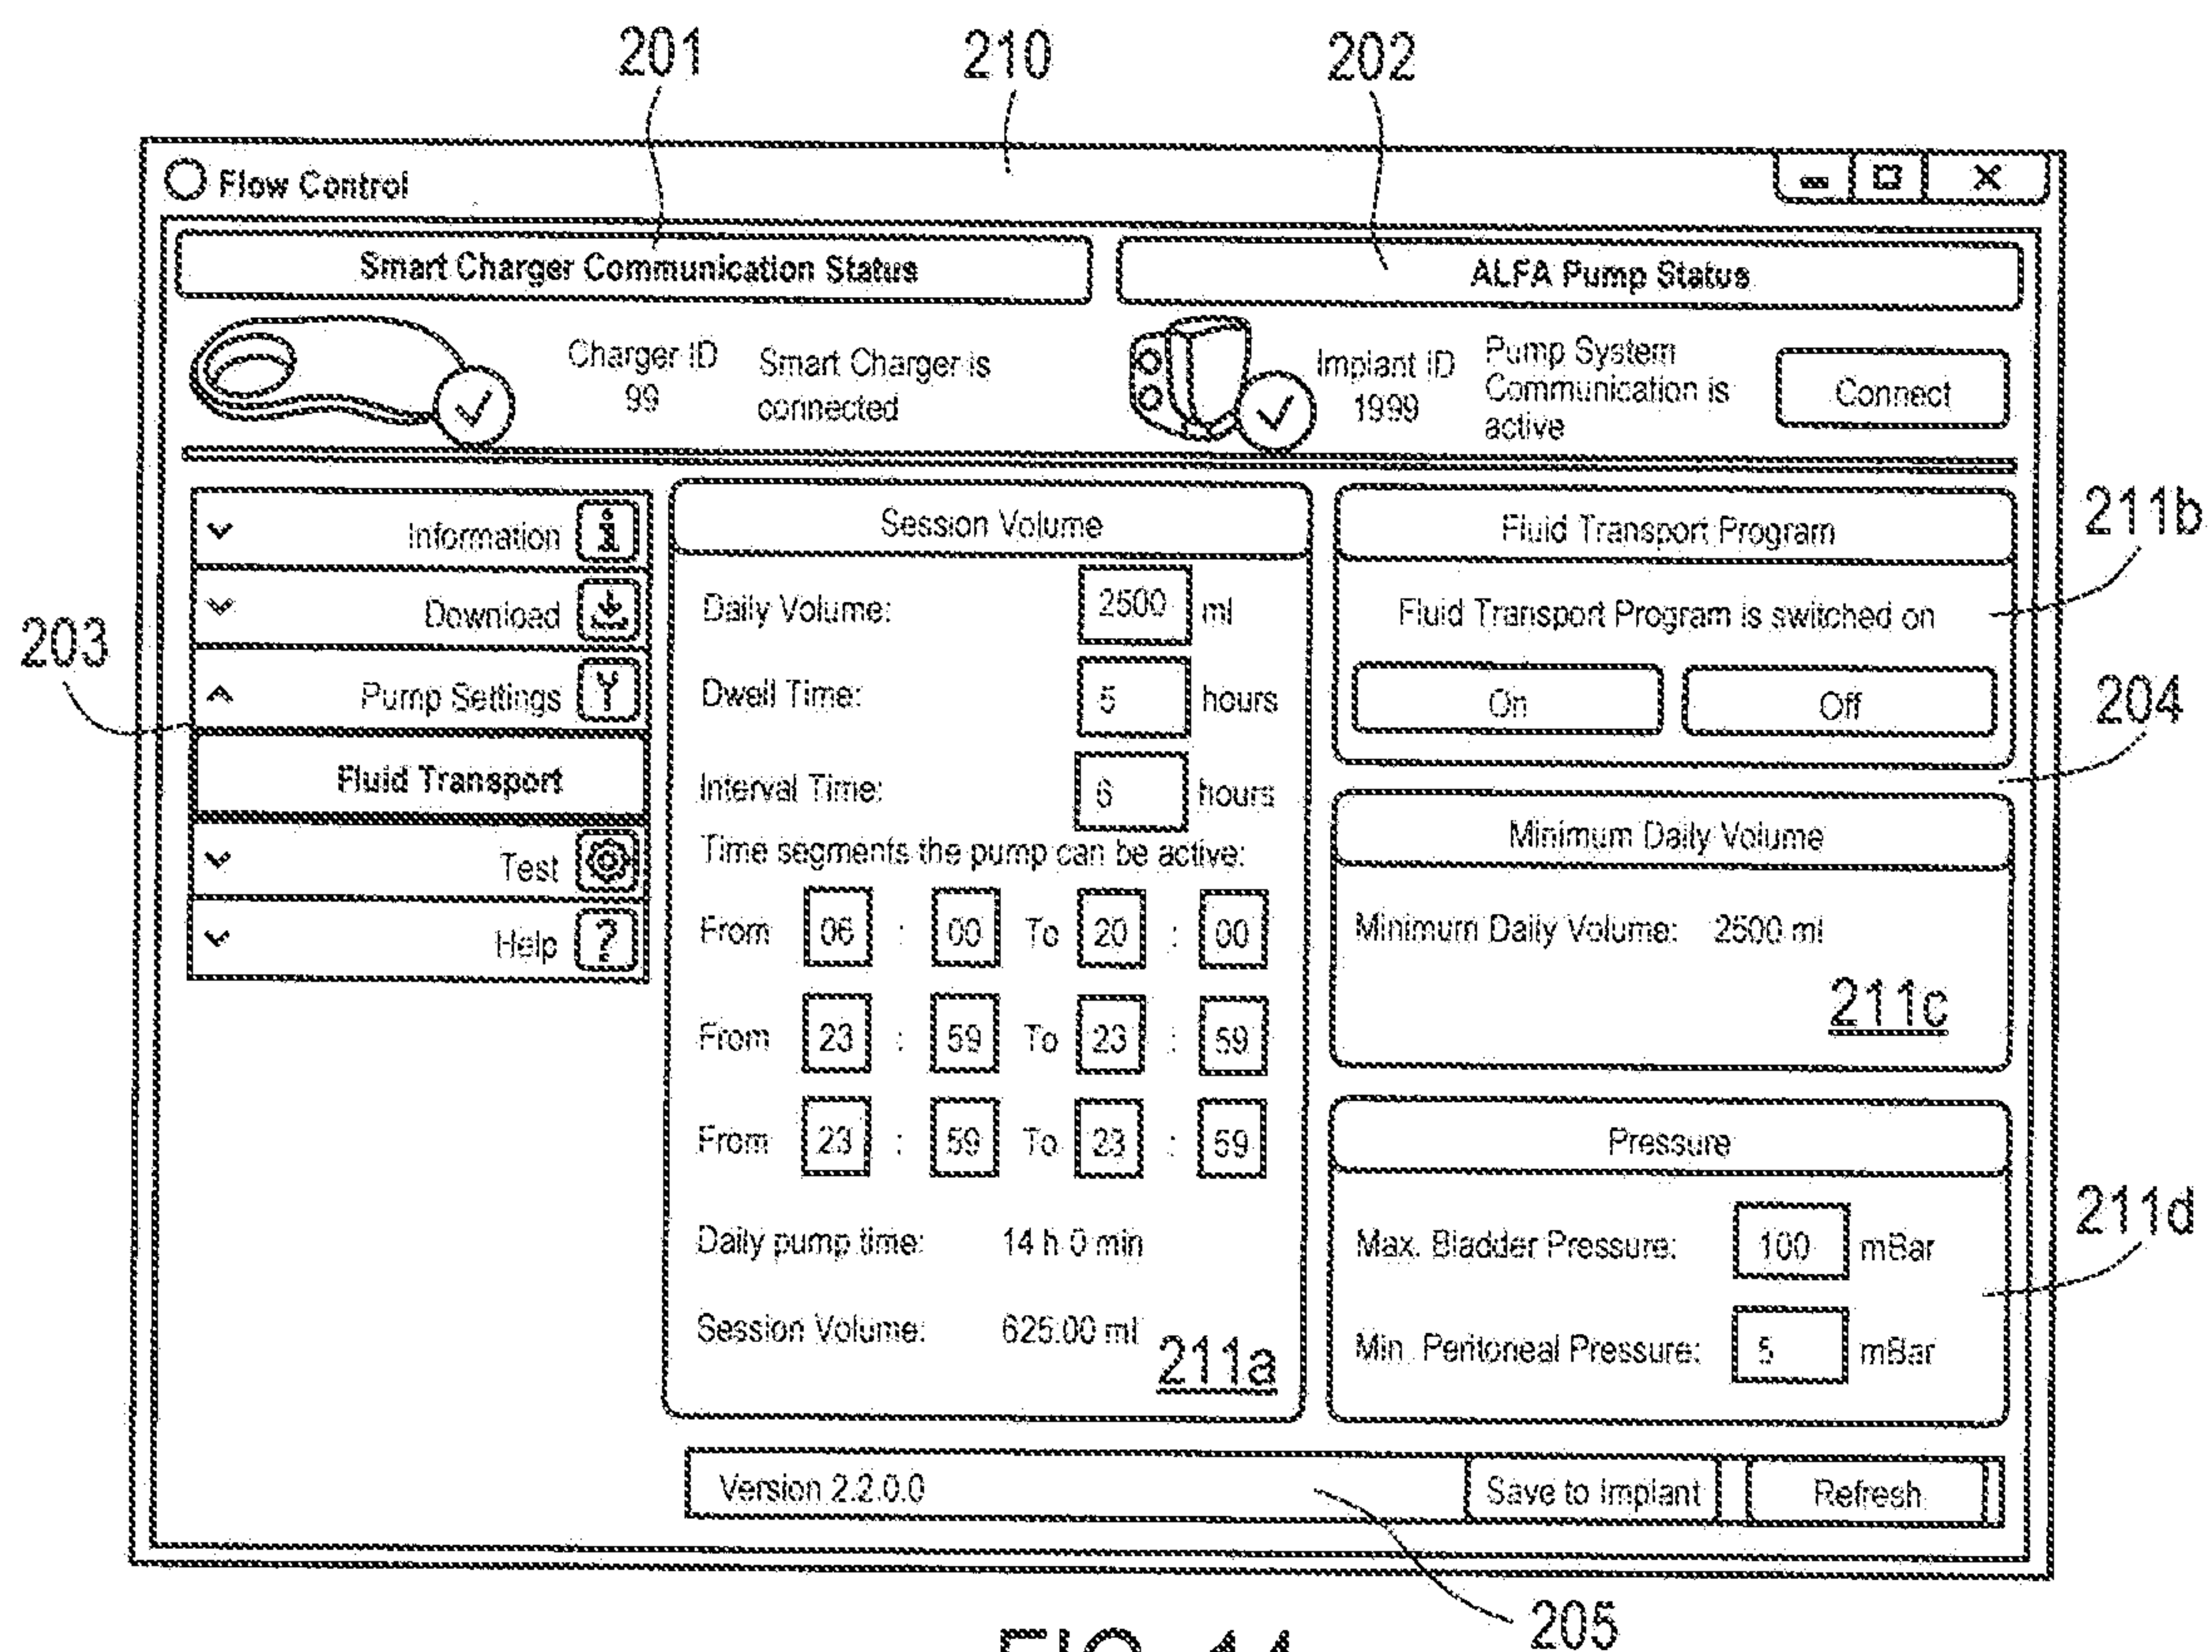 201
210
202
Flow Control
Smart Charger Communication Status
ALFA Pump Status
Charger ID
99
Smart Charger is
connected
Implant ID
1999
Pump System
Communication is
active
Connect
Information
Download
Pump Settings
Fluid Transport
Test
Help
203
Session Volume
Daily Volume: 2500 ml
Dwell Time: 5 hours
Interval Time: 6 hours
Time segments the pump can be active:
From 06 : 00 To 20 : 00
From 23 : 59 To 23 : 59
From 23 : 59 To 23 : 59
Daily pump time: 14 h 0 min
Session Volume: 625.00 ml
211a
Fluid Transport Program
Fluid Transport Program is switched on
On Off
211b
204
Minimum Daily Volume
Minimum Daily Volume: 2500 ml
211c
Pressure
Max. Bladder Pressure: 100 mBar
Min. Peritoneal Pressure: 5 mBar
211d
Version 2.2.0.0 Save to Implant Refresh
205